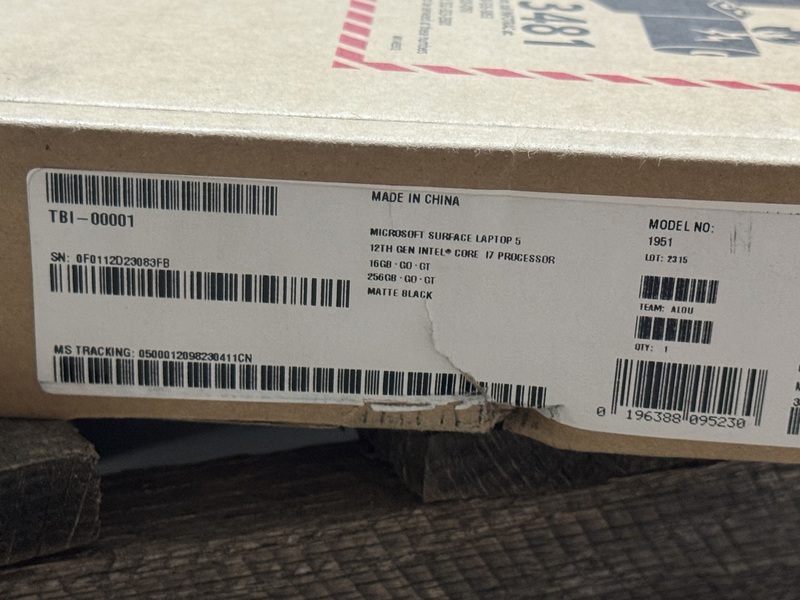 3481
TBI-00001
SN: 0F0112D23083FB
MS TRACKING: 0500012098230411CN
MADE IN CHINA
MICROSOFT SURFACE LAPTOP 5
12TH GEN INTEL® CORE I7 PROCESSOR
16GB - GO - GT
256GB - GO - GT
MATTE BLACK
MODEL NO:
1951
LOT: 2315
TEAM: ALOU
QTY: 1
0 196388 095230